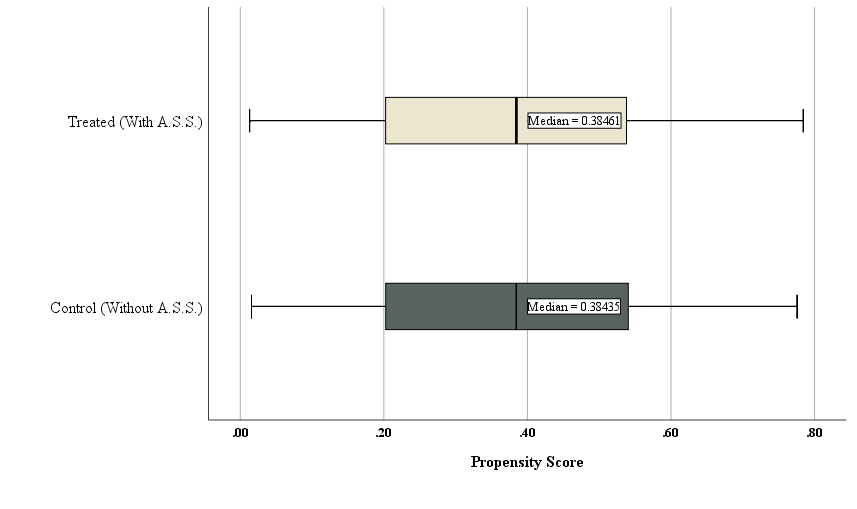 Treated (With A.S.S.)
Median = 0.38461
Control (Without A.S.S.)
Median = 0.38435
.00 .20 .40 .60 .80
Propensity Score